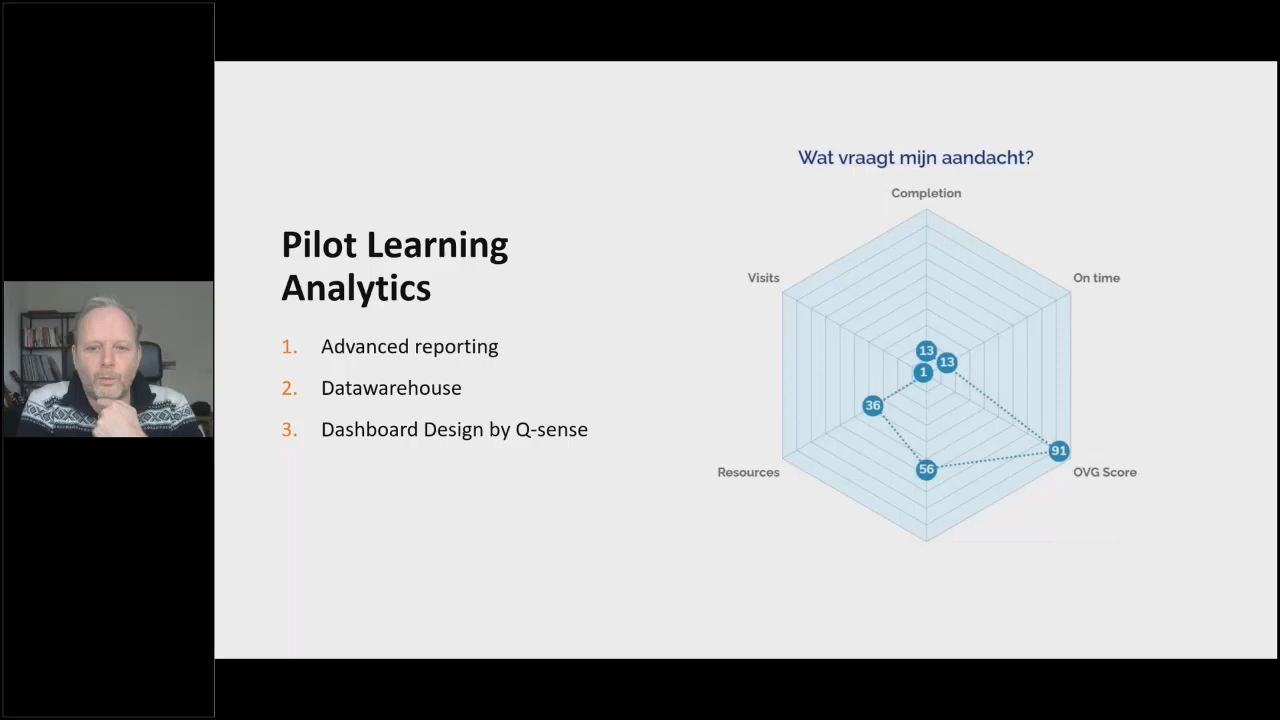 Pilot Learning
Analytics
1. Advanced reporting
2. Datawarehouse
3. Dashboard Design by Q-sense
Wat vraagt mijn aandacht?
Completion
Visits
On time
13
13
1
36
91
56
Resources
OVG Score